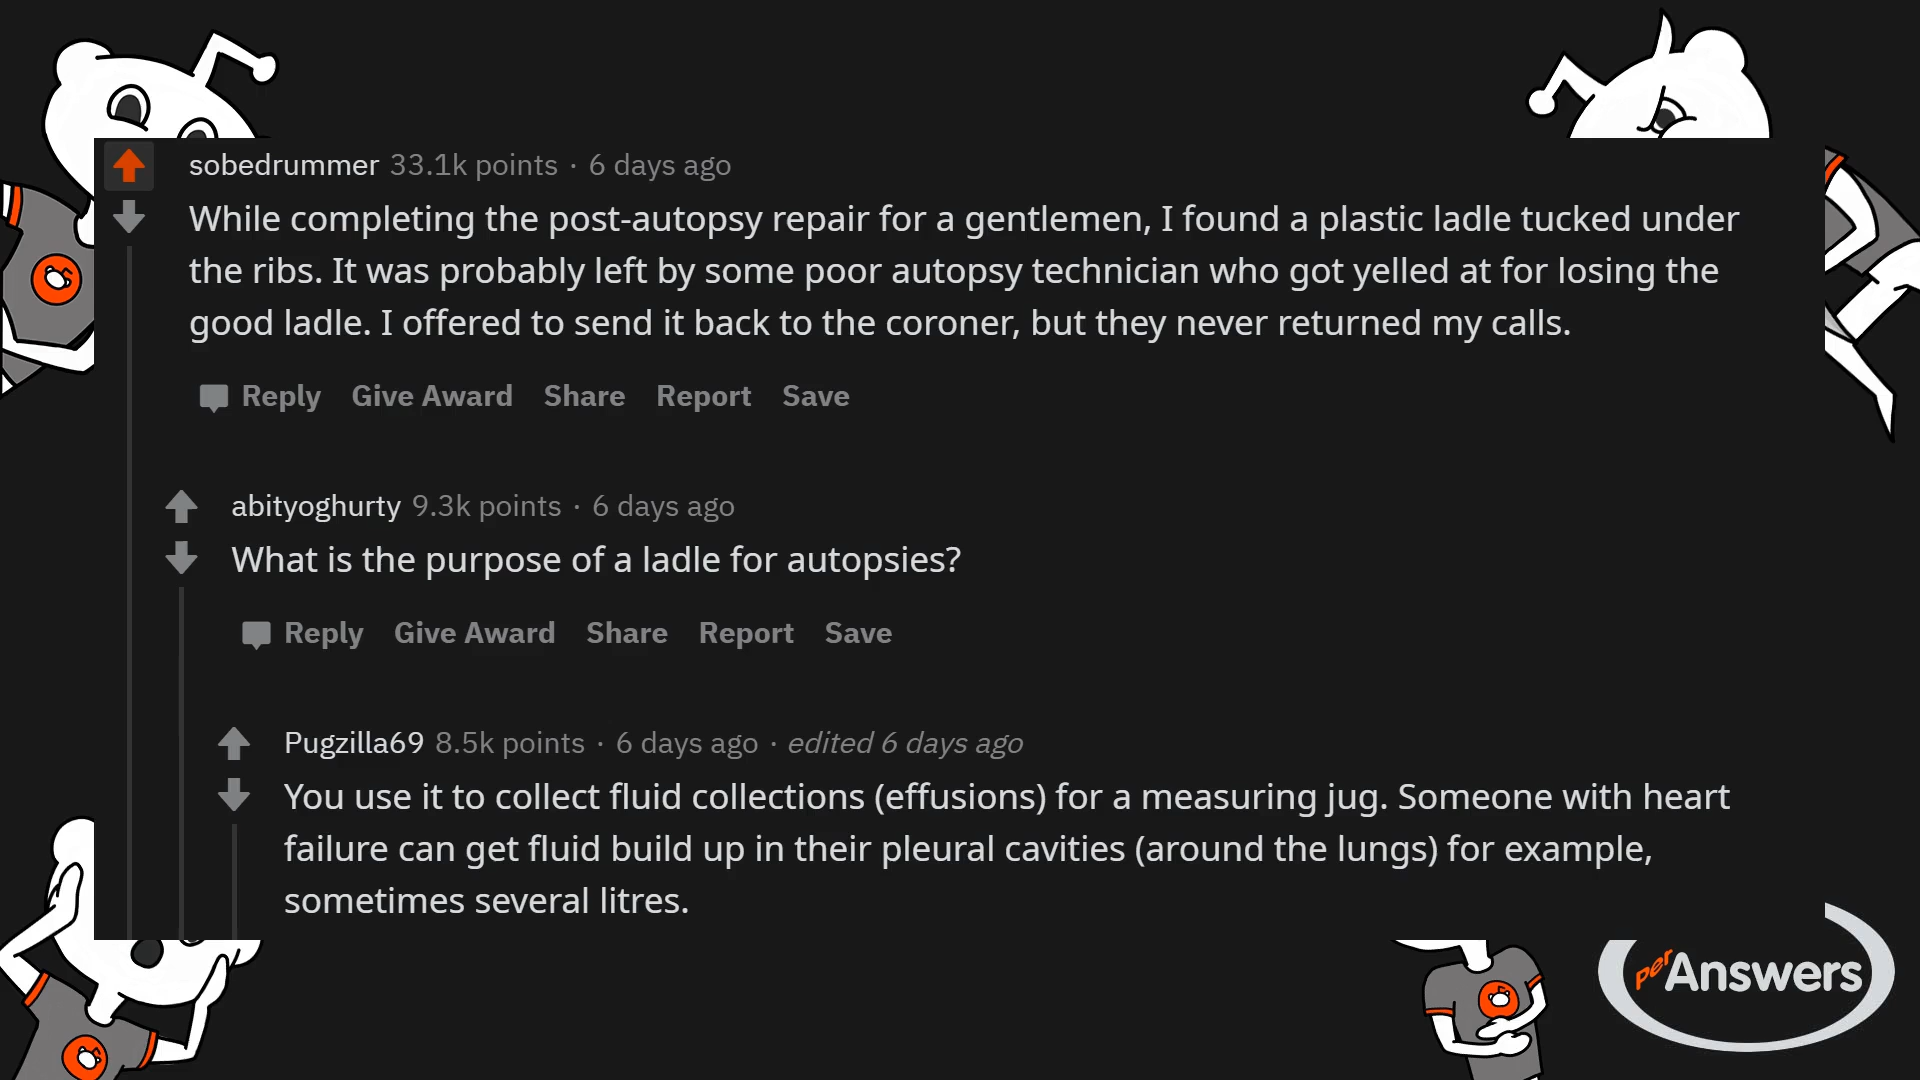 sobedrummer 33.1k points · 6 days ago
While completing the post-autopsy repair for a gentlemen, I found a plastic ladle tucked under
the ribs. It was probably left by some poor autopsy technician who got yelled at for losing the
good ladle. I offered to send it back to the coroner, but they never returned my calls.
Reply Give Award Share Report Save
abityoghurty 9.3k points · 6 days ago
What is the purpose of a ladle for autopsies?
Reply Give Award Share Report Save
Pugzilla69 8.5k points · 6 days ago · edited 6 days ago
You use it to collect fluid collections (effusions) for a measuring jug. Someone with heart
failure can get fluid build up in their pleural cavities (around the lungs) for example,
sometimes several litres.
perAnswers